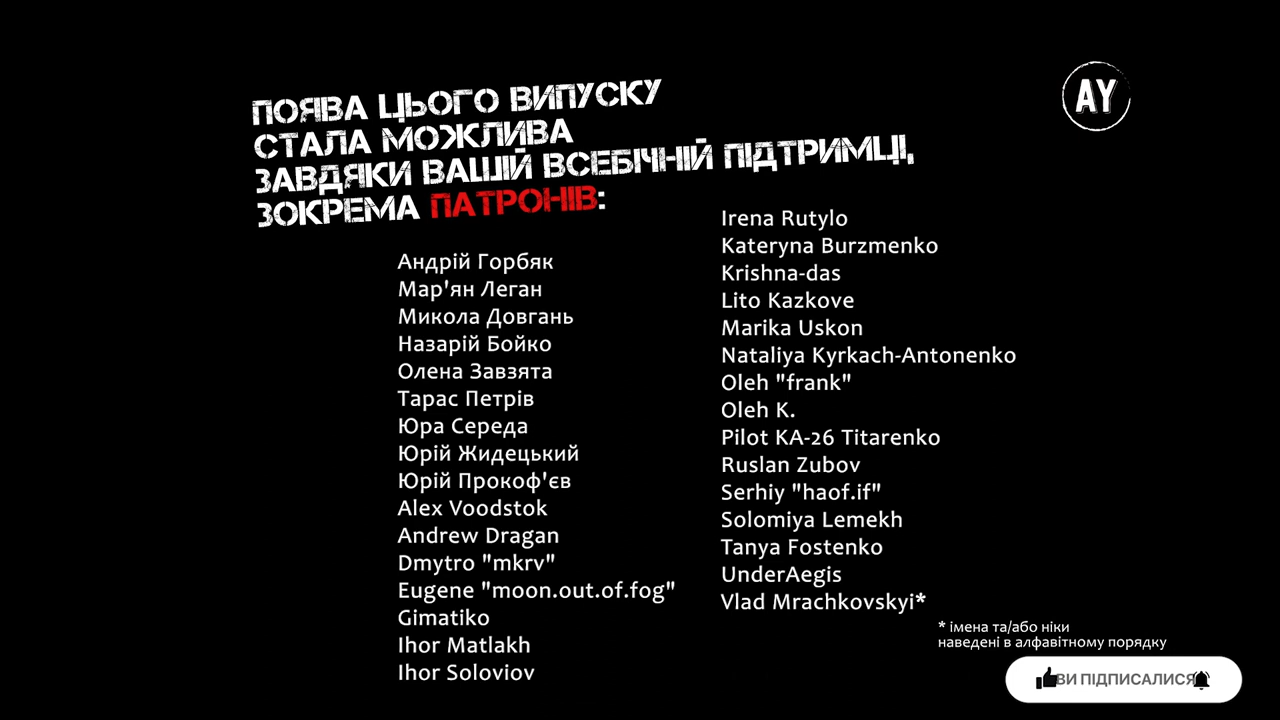 AY
ПОЯВА ЦЬОГО ВИПУСКУ
СТАЛА МОЖЛИВА
ЗАВДЯКИ ВАШІЙ ВСЕБІЧНІЙ ПІДТРИМЦІ,
ЗОКРЕМА ПАТРОНІВ:
Андрій Горбяк
Мар'ян Леган
Микола Довгань
Назарій Бойко
Олена Завзята
Тарас Петрів
Юра Середа
Юрій Жидецький
Юрій Прокоф'єв
Alex Voodstok
Andrew Dragan
Dmytro "mkrv"
Eugene "moon.out.of.fog"
Gimatiko
Ihor Matlakh
Ihor Soloviov
Irena Rutylo
Kateryna Burzmenko
Krishna-das
Lito Kazkove
Marika Uskon
Nataliya Kyrkach-Antonenko
Oleh "frank"
Oleh K.
Pilot KA-26 Titarenko
Ruslan Zubov
Serhiy "haof.if"
Solomiya Lemekh
Tanya Fostenko
UnderAegis
Vlad Mrachkovskyi*
* імена та/або ніки
наведені в алфавітному порядку
ВИ ПІДПИСАЛИСЯ